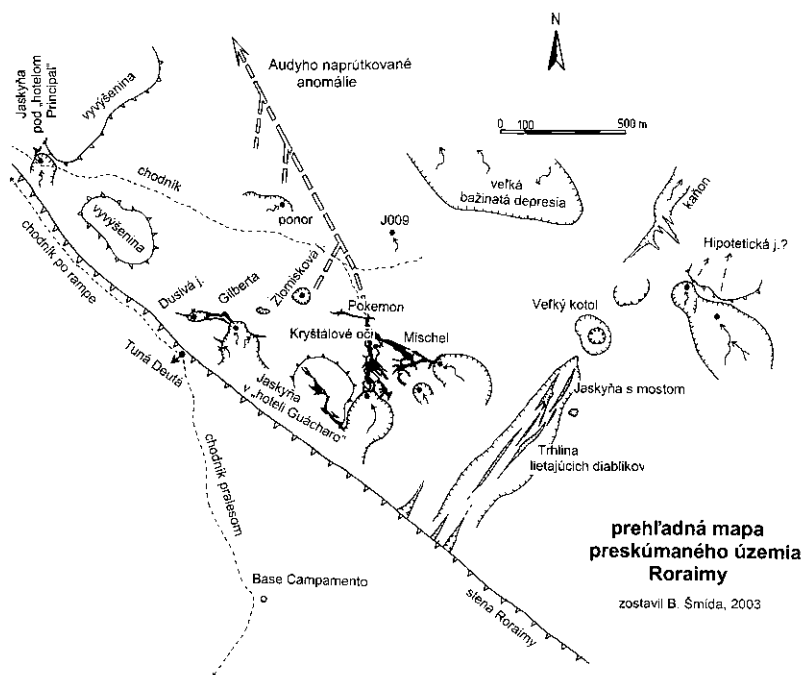 N
0 100 500 m
Audyho naprútkované
anomálie
Jaskyňa
pod „hotelom
Principal“
vyvýšenina
chodník
vyvýšenina
ponor
J009
veľká
bažinatá depresia
kaňon
Hipotetická j.?
chodník po rampe
Dusivá j.
Gilberta
Zlomisková j.
Pokemon
Kryštálové oči
Mischel
Veľký kotol
Tuná Deutá
Jaskyňa
v „hoteli Guácharo“
Jaskyňa s mostom
Trhlina
lietajúcich diablikov
chodník pralesom
Base Campamento
stena Roraimy
prehľadná mapa
preskúmaného územia
Roraimy
zostavil B. Šmída, 2003